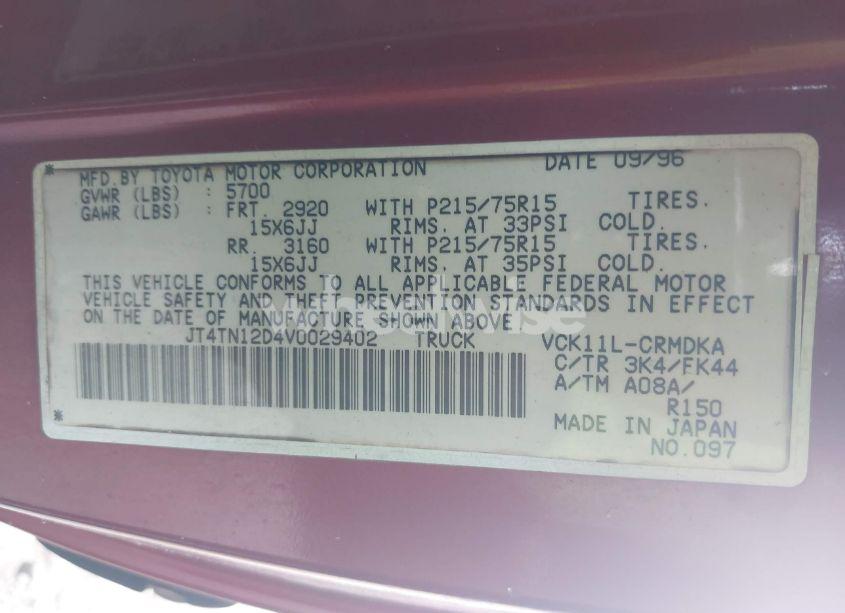 MFD.BY TOYOTA MOTOR CORPORATION DATE 09/96
GVWR (LBS) : 5700
GAWR (LBS) : FRT. 2920 WITH P215/75R15 TIRES.
15X6JJ RIMS. AT 33PSI COLD.
RR. 3160 WITH P215/75R15 TIRES.
15X6JJ RIMS. AT 35PSI COLD.
THIS VEHICLE CONFORMS TO ALL APPLICABLE FEDERAL MOTOR
VEHICLE SAFETY AND THEFT PREVENTION STANDARDS IN EFFECT
ON THE DATE OF MANUFACTURE SHOWN ABOVE.
JT4TN12D4V0029402 TRUCK VCK11L-CRMDKA
C/TR 3K4/FK44
A/TM A08A/
R150
MADE IN JAPAN
NO.097